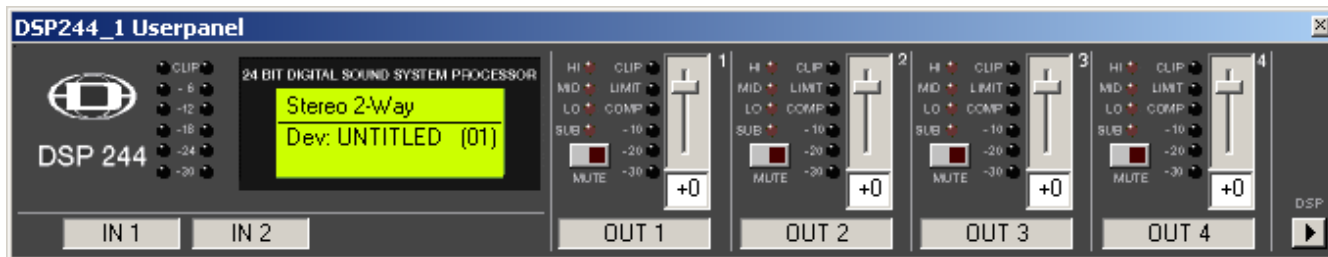 DSP244_1 Userpanel
CLIP
- 6
-12
-18
-24
-30
DSP 244
24 BIT DIGITAL SOUND SYSTEM PROCESSOR
Stereo 2-Way
Dev: UNTITLED (01)
IN 1
IN 2
1
HI CLIP
MID LIMIT
LO COMP
SUB -10
-20
MUTE -30
+0
OUT 1
2
HI CLIP
MID LIMIT
LO COMP
SUB -10
-20
MUTE -30
+0
OUT 2
3
HI CLIP
MID LIMIT
LO COMP
SUB -10
-20
MUTE -30
+0
OUT 3
4
HI CLIP
MID LIMIT
LO COMP
SUB -10
-20
MUTE -30
+0
OUT 4
DSP